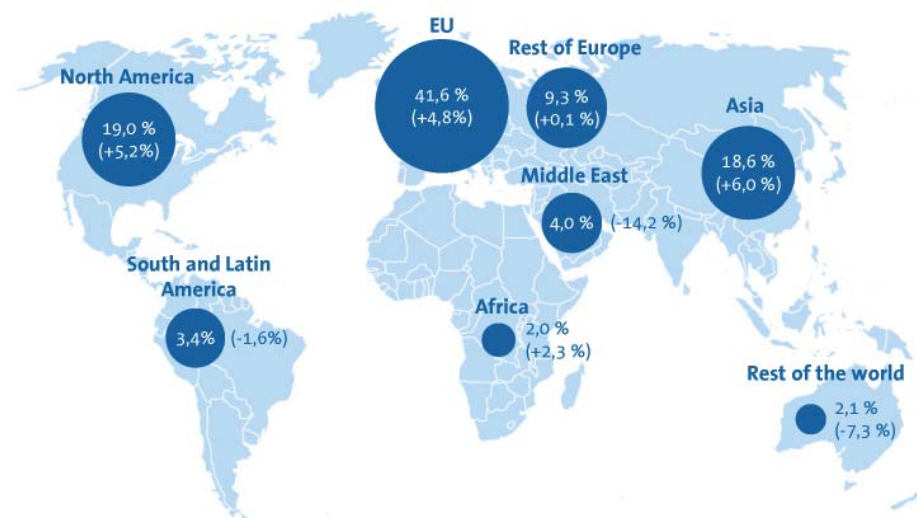 EU
41,6 %
(+4,8%)
Rest of Europe
9,3 %
(+0,1 %)
North America
19,0 %
(+5,2%)
Asia
18,6 %
(+6,0 %)
Middle East
4,0 % (-14,2 %)
South and Latin
America
3,4% (-1,6%)
Africa
2,0 %
(+2,3 %)
Rest of the world
2,1 %
(-7,3 %)